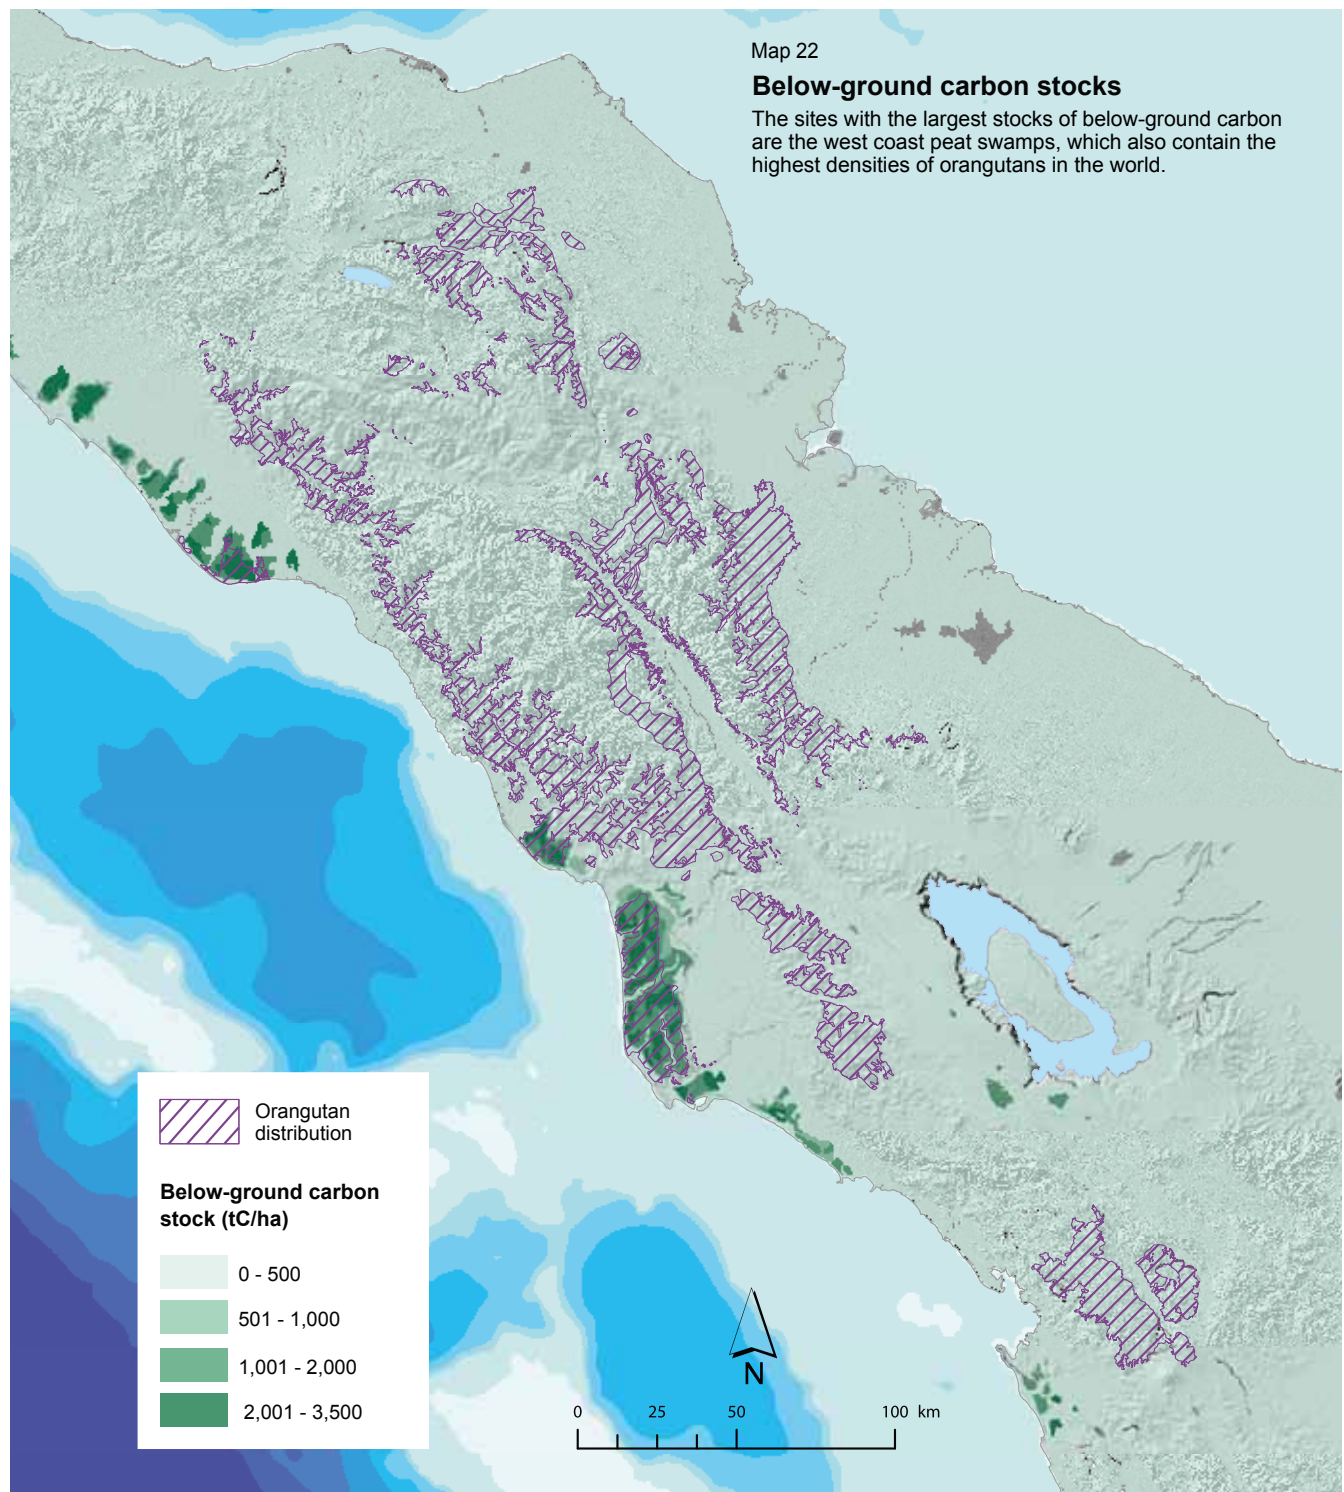 Map 22
Below-ground carbon stocks
The sites with the largest stocks of below-ground carbon
are the west coast peat swamps, which also contain the
highest densities of orangutans in the world.
Orangutan
distribution
Below-ground carbon
stock (tC/ha)
0 - 500
501 - 1,000
1,001 - 2,000
2,001 - 3,500
N
0 25 50 100 km